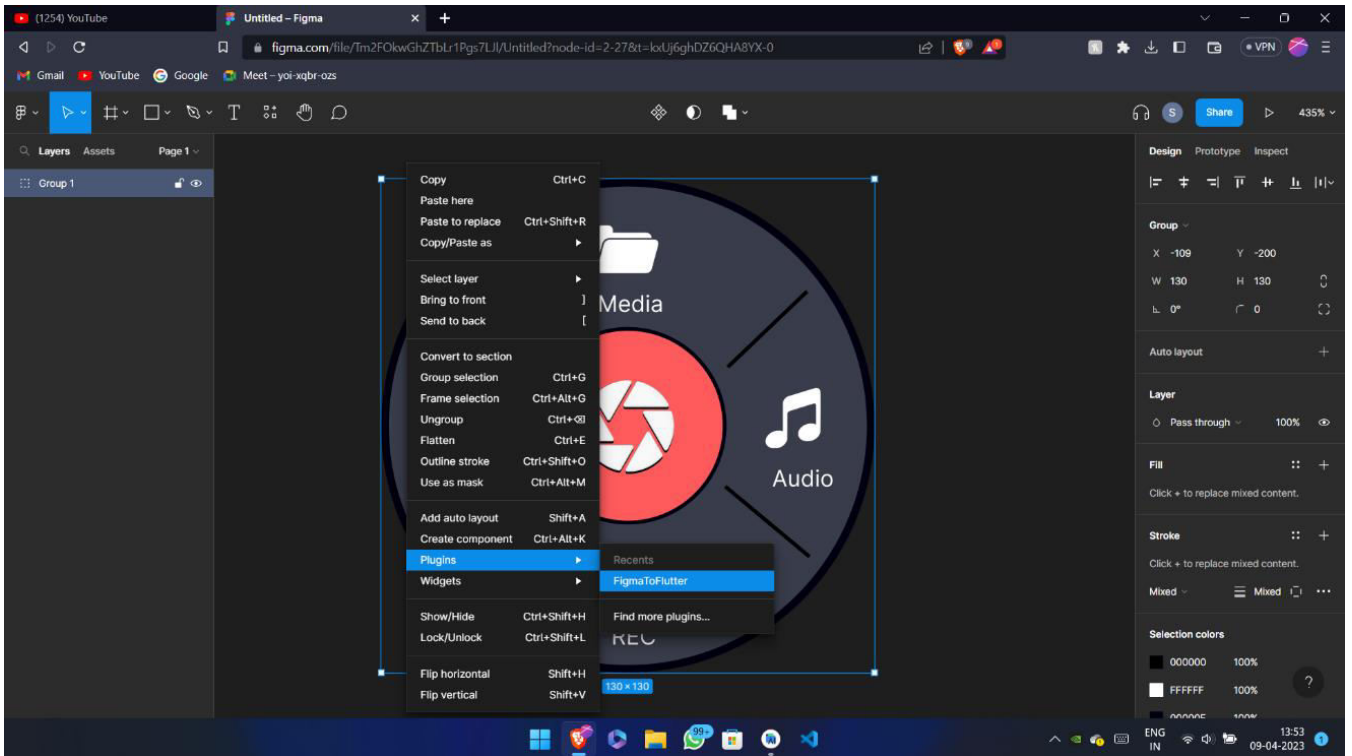 (1254) YouTube
Untitled – Figma
figma.com/file/Tm2FOkwGhZTbLr1Pgs7LJl/Untitled?node-id=2-27&t=kxUj6ghDZ6QHA8YX-0
VPN
Gmail YouTube Google Meet – yoi-xqbr-ozs
S Share 435%
Layers Assets Page 1
Group 1
Copy Ctrl+C
Paste here
Paste to replace Ctrl+Shift+R
Copy/Paste as
Select layer
Bring to front ]
Send to back [
Convert to section
Group selection Ctrl+G
Frame selection Ctrl+Alt+G
Ungroup Ctrl+⌫
Flatten Ctrl+E
Outline stroke Ctrl+Shift+O
Use as mask Ctrl+Alt+M
Add auto layout Shift+A
Create component Ctrl+Alt+K
Plugins
Widgets
Show/Hide Ctrl+Shift+H
Lock/Unlock Ctrl+Shift+L
Flip horizontal Shift+H
Flip vertical Shift+V
Recents
FigmaToFlutter
Find more plugins...
Media
Audio
REC
130 × 130
Design Prototype Inspect
Group
X -109 Y -200
W 130 H 130
0° 0
Auto layout
Layer
Pass through 100%
Fill
Click + to replace mixed content.
Stroke
Click + to replace mixed content.
Mixed Mixed
Selection colors
000000 100%
FFFFFF 100%
00000F 100%
?
99+
ENG
IN
13:53
09-04-2023
1